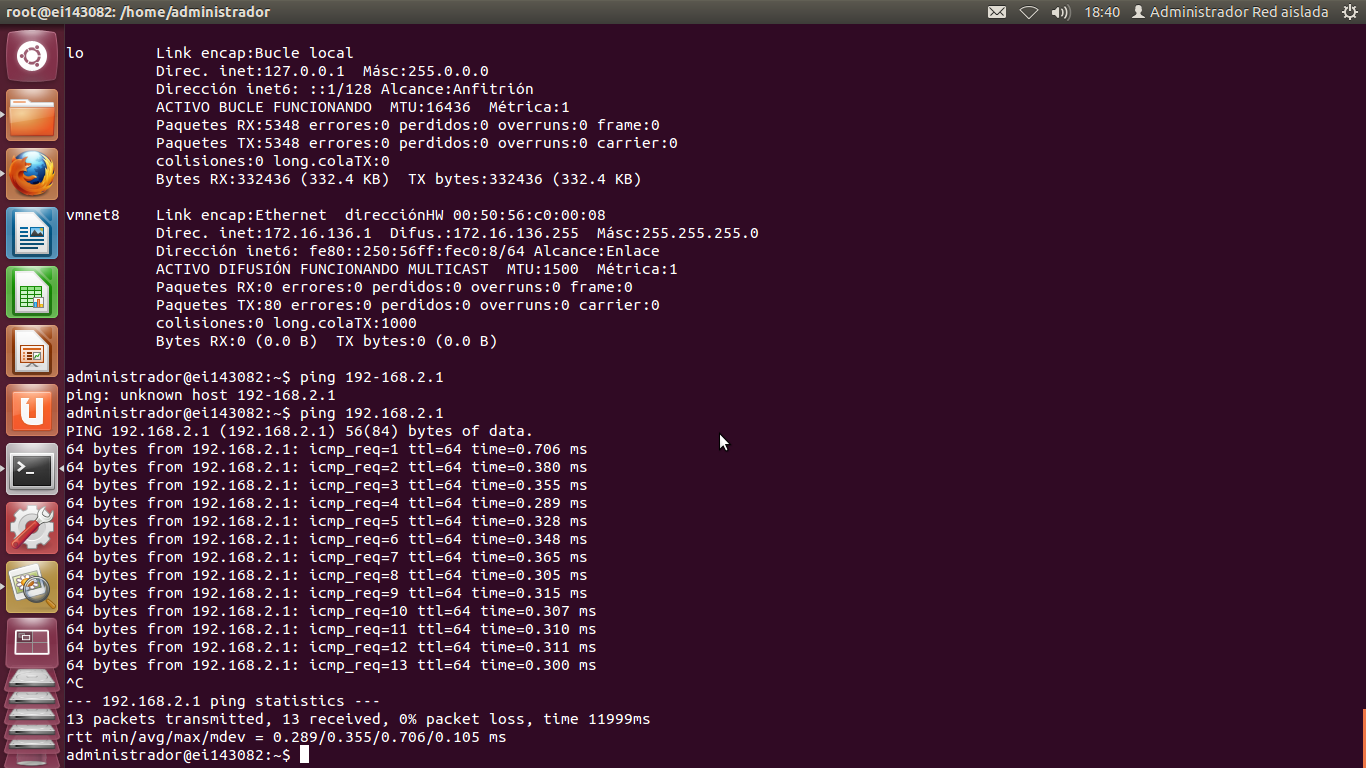 root@ei143082: /home/administrador
18:40
Administrador Red aislada
lo        Link encap:Bucle local
          Direc. inet:127.0.0.1  Másc:255.0.0.0
          Dirección inet6: ::1/128 Alcance:Anfitrión
          ACTIVO BUCLE FUNCIONANDO  MTU:16436  Métrica:1
          Paquetes RX:5348 errores:0 perdidos:0 overruns:0 frame:0
          Paquetes TX:5348 errores:0 perdidos:0 overruns:0 carrier:0
          colisiones:0 long.colaTX:0
          Bytes RX:332436 (332.4 KB)  TX bytes:332436 (332.4 KB)
vmnet8    Link encap:Ethernet  direcciónHW 00:50:56:c0:00:08
          Direc. inet:172.16.136.1  Difus.:172.16.136.255  Másc:255.255.255.0
          Dirección inet6: fe80::250:56ff:fec0:8/64 Alcance:Enlace
          ACTIVO DIFUSIÓN FUNCIONANDO MULTICAST  MTU:1500  Métrica:1
          Paquetes RX:0 errores:0 perdidos:0 overruns:0 frame:0
          Paquetes TX:80 errores:0 perdidos:0 overruns:0 carrier:0
          colisiones:0 long.colaTX:1000
          Bytes RX:0 (0.0 B)  TX bytes:0 (0.0 B)
administrador@ei143082:~$ ping 192-168.2.1
ping: unknown host 192-168.2.1
administrador@ei143082:~$ ping 192.168.2.1
PING 192.168.2.1 (192.168.2.1) 56(84) bytes of data.
64 bytes from 192.168.2.1: icmp_req=1 ttl=64 time=0.706 ms
64 bytes from 192.168.2.1: icmp_req=2 ttl=64 time=0.380 ms
64 bytes from 192.168.2.1: icmp_req=3 ttl=64 time=0.355 ms
64 bytes from 192.168.2.1: icmp_req=4 ttl=64 time=0.289 ms
64 bytes from 192.168.2.1: icmp_req=5 ttl=64 time=0.328 ms
64 bytes from 192.168.2.1: icmp_req=6 ttl=64 time=0.348 ms
64 bytes from 192.168.2.1: icmp_req=7 ttl=64 time=0.365 ms
64 bytes from 192.168.2.1: icmp_req=8 ttl=64 time=0.305 ms
64 bytes from 192.168.2.1: icmp_req=9 ttl=64 time=0.315 ms
64 bytes from 192.168.2.1: icmp_req=10 ttl=64 time=0.307 ms
64 bytes from 192.168.2.1: icmp_req=11 ttl=64 time=0.310 ms
64 bytes from 192.168.2.1: icmp_req=12 ttl=64 time=0.311 ms
64 bytes from 192.168.2.1: icmp_req=13 ttl=64 time=0.300 ms
^C
--- 192.168.2.1 ping statistics ---
13 packets transmitted, 13 received, 0% packet loss, time 11999ms
rtt min/avg/max/mdev = 0.289/0.355/0.706/0.105 ms
administrador@ei143082:~$